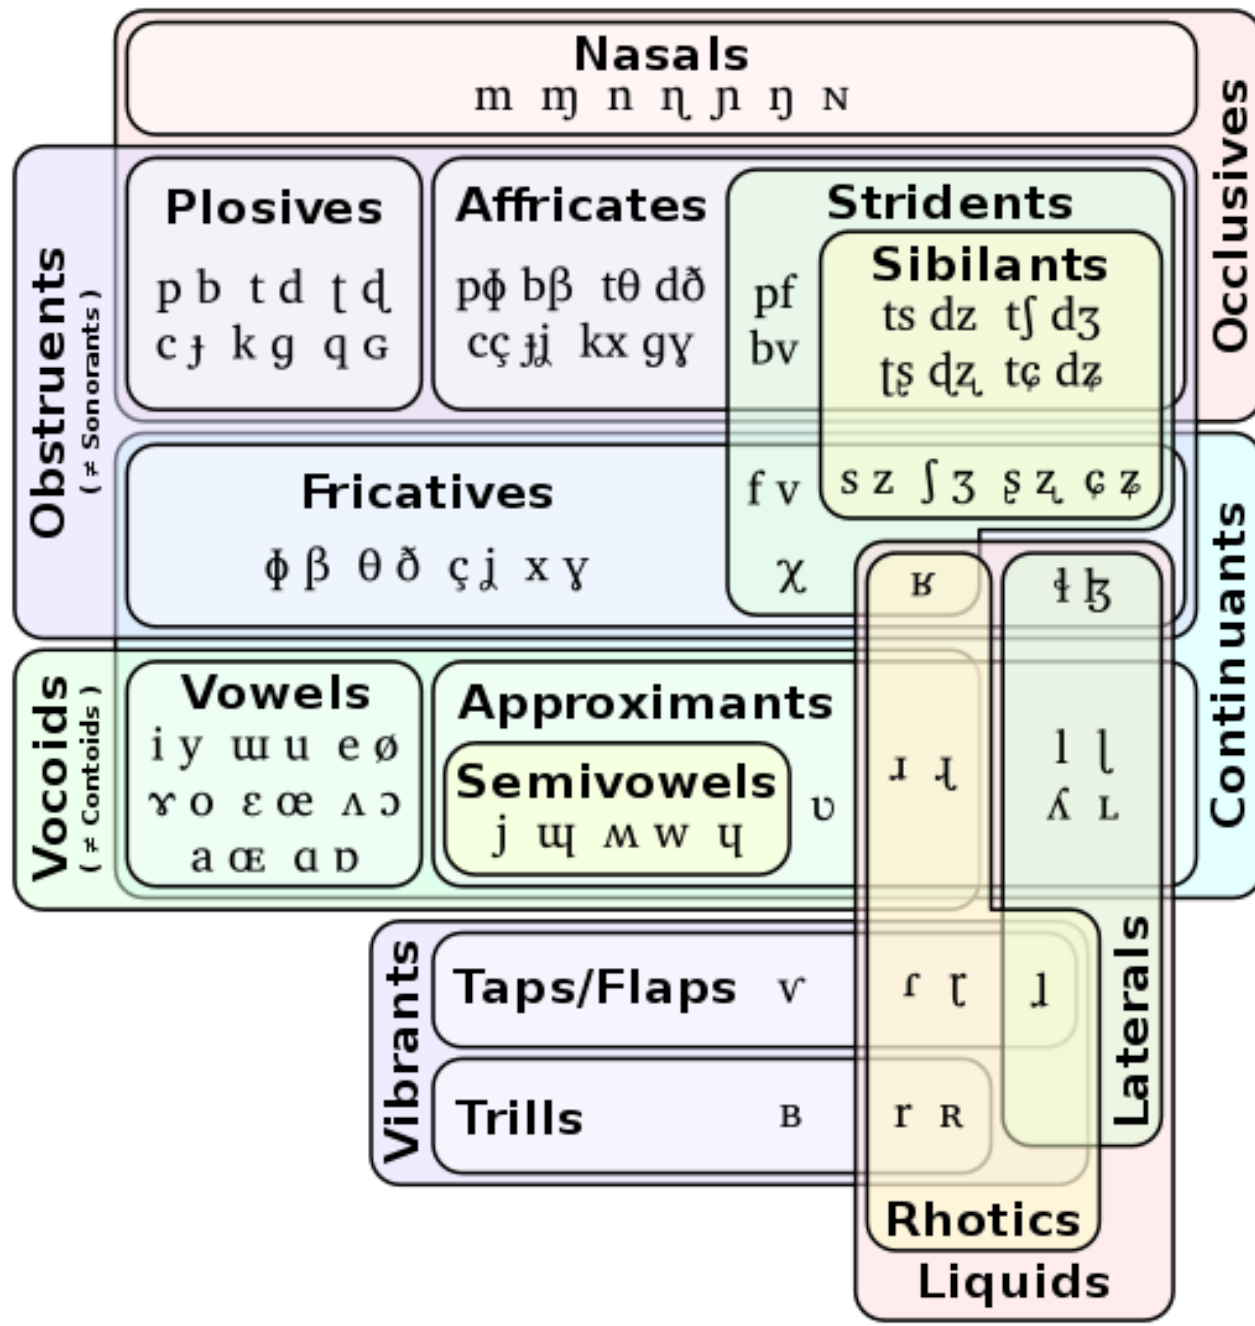 Nasals
m ɱ n ɳ ɲ ŋ ɴ
Occlusives
Obstruents
( ≠ Sonorants )
Plosives
p b t d ʈ ɖ
c ɟ k ɡ q ɢ
Affricates
pɸ bβ tθ dð
cç ɟʝ kx ɡɣ
Stridents
pf
bv
Sibilants
ts dz tʃ dʒ
ʈʂ ɖʐ tɕ dʑ
Fricatives
f v
s z ʃ ʒ ʂ ʐ ɕ ʑ
ɸ β θ ð ç ʝ x ɣ
χ
ʁ
ɬ ɮ
Continuants
Vocoids
( ≠ Contoids )
Vowels
i y ɯ u e ø
ɤ o ɛ œ ʌ ɔ
a ɶ ɑ ɒ
Approximants
Semivowels
j ɰ ʍ w ɥ
ʋ
ɹ ɻ
l ɭ
ʎ ʟ
Vibrants
Taps/Flaps
ⱱ
ɾ ɽ
ɺ
Laterals
Trills
ʙ
r ʀ
Rhotics
Liquids